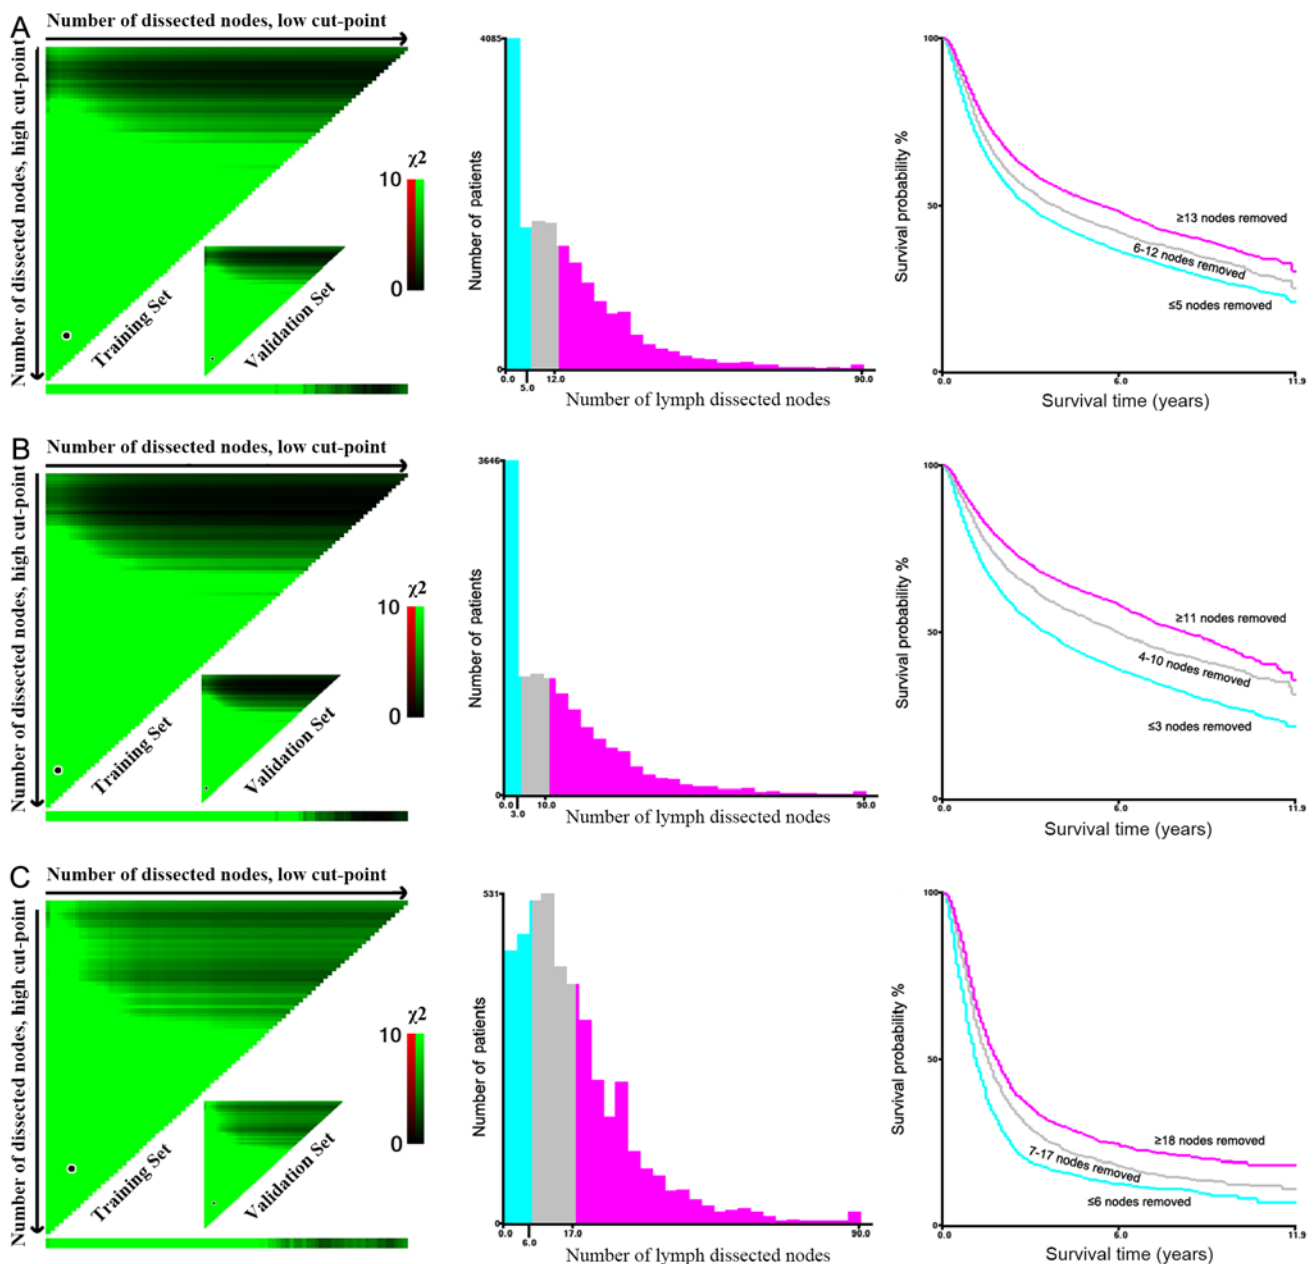 A
Number of dissected nodes, low cut-point
Number of dissected nodes, high cut-point
χ2
10
0
Training Set
Validation Set
4085
Number of patients
0
0.0
5.0
12.0
90.0
Number of lymph dissected nodes
100
Survival probability %
50
0
≥13 nodes removed
6-12 nodes removed
≤5 nodes removed
0.0
6.0
11.9
Survival time (years)
B
Number of dissected nodes, low cut-point
Number of dissected nodes, high cut-point
χ2
10
0
Training Set
Validation Set
3646
Number of patients
0
0.0
3.0
10.0
90.0
Number of lymph dissected nodes
100
Survival probability %
50
0
≥11 nodes removed
4-10 nodes removed
≤3 nodes removed
0.0
6.0
11.9
Survival time (years)
C
Number of dissected nodes, low cut-point
Number of dissected nodes, high cut-point
χ2
10
0
Training Set
Validation Set
531
Number of patients
0
0.0
6.0
17.0
90.0
Number of lymph dissected nodes
100
Survival probability %
50
0
≥18 nodes removed
7-17 nodes removed
≤6 nodes removed
0.0
6.0
11.9
Survival time (years)